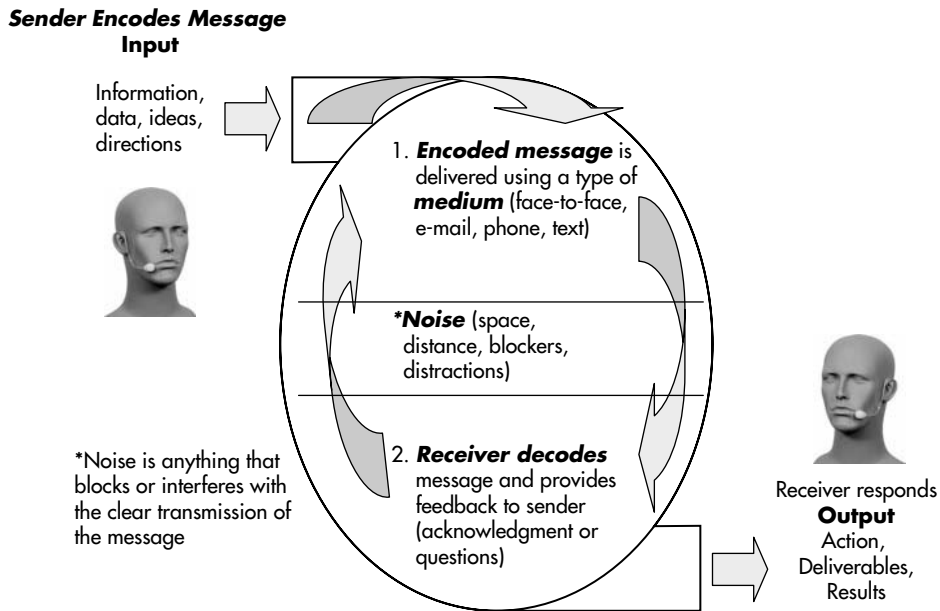 Sender Encodes Message
Input
Information,
data, ideas,
directions
1. Encoded message is
delivered using a type of
medium (face-to-face,
e-mail, phone, text)
*Noise (space,
distance, blockers,
distractions)
2. Receiver decodes
message and provides
feedback to sender
(acknowledgment or
questions)
*Noise is anything that
blocks or interferes with
the clear transmission of
the message
Receiver responds
Output
Action,
Deliverables,
Results